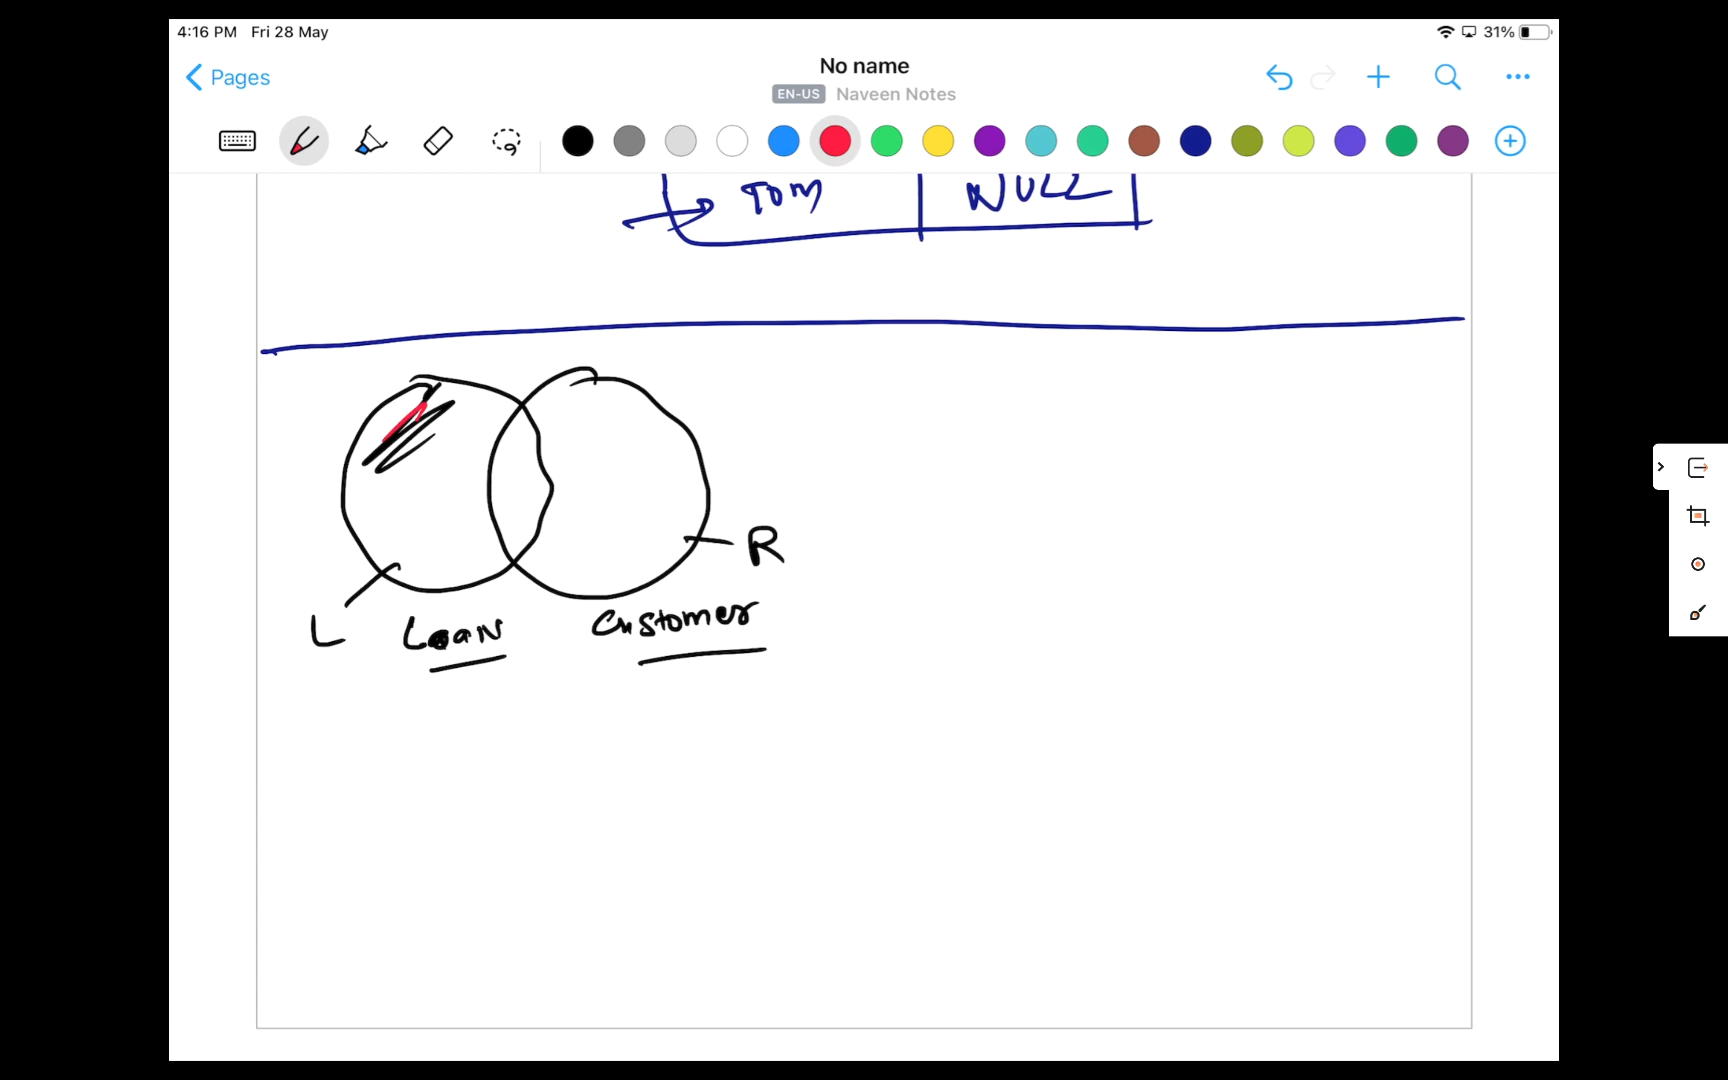 4:16 PM Fri 28 May
31%
Pages
No name
EN-US Naveen Notes
Tom NULL
R
L Loan Customer